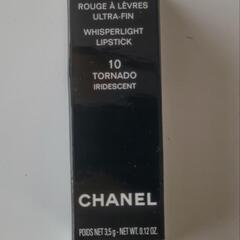 ROUGE À LÈVRES
ULTRA-FIN
WHISPERLIGHT
LIPSTICK
10
TORNADO
IRIDESCENT
CHANEL
POIDS NET 3,5 g - NET WT. 0.12 OZ.